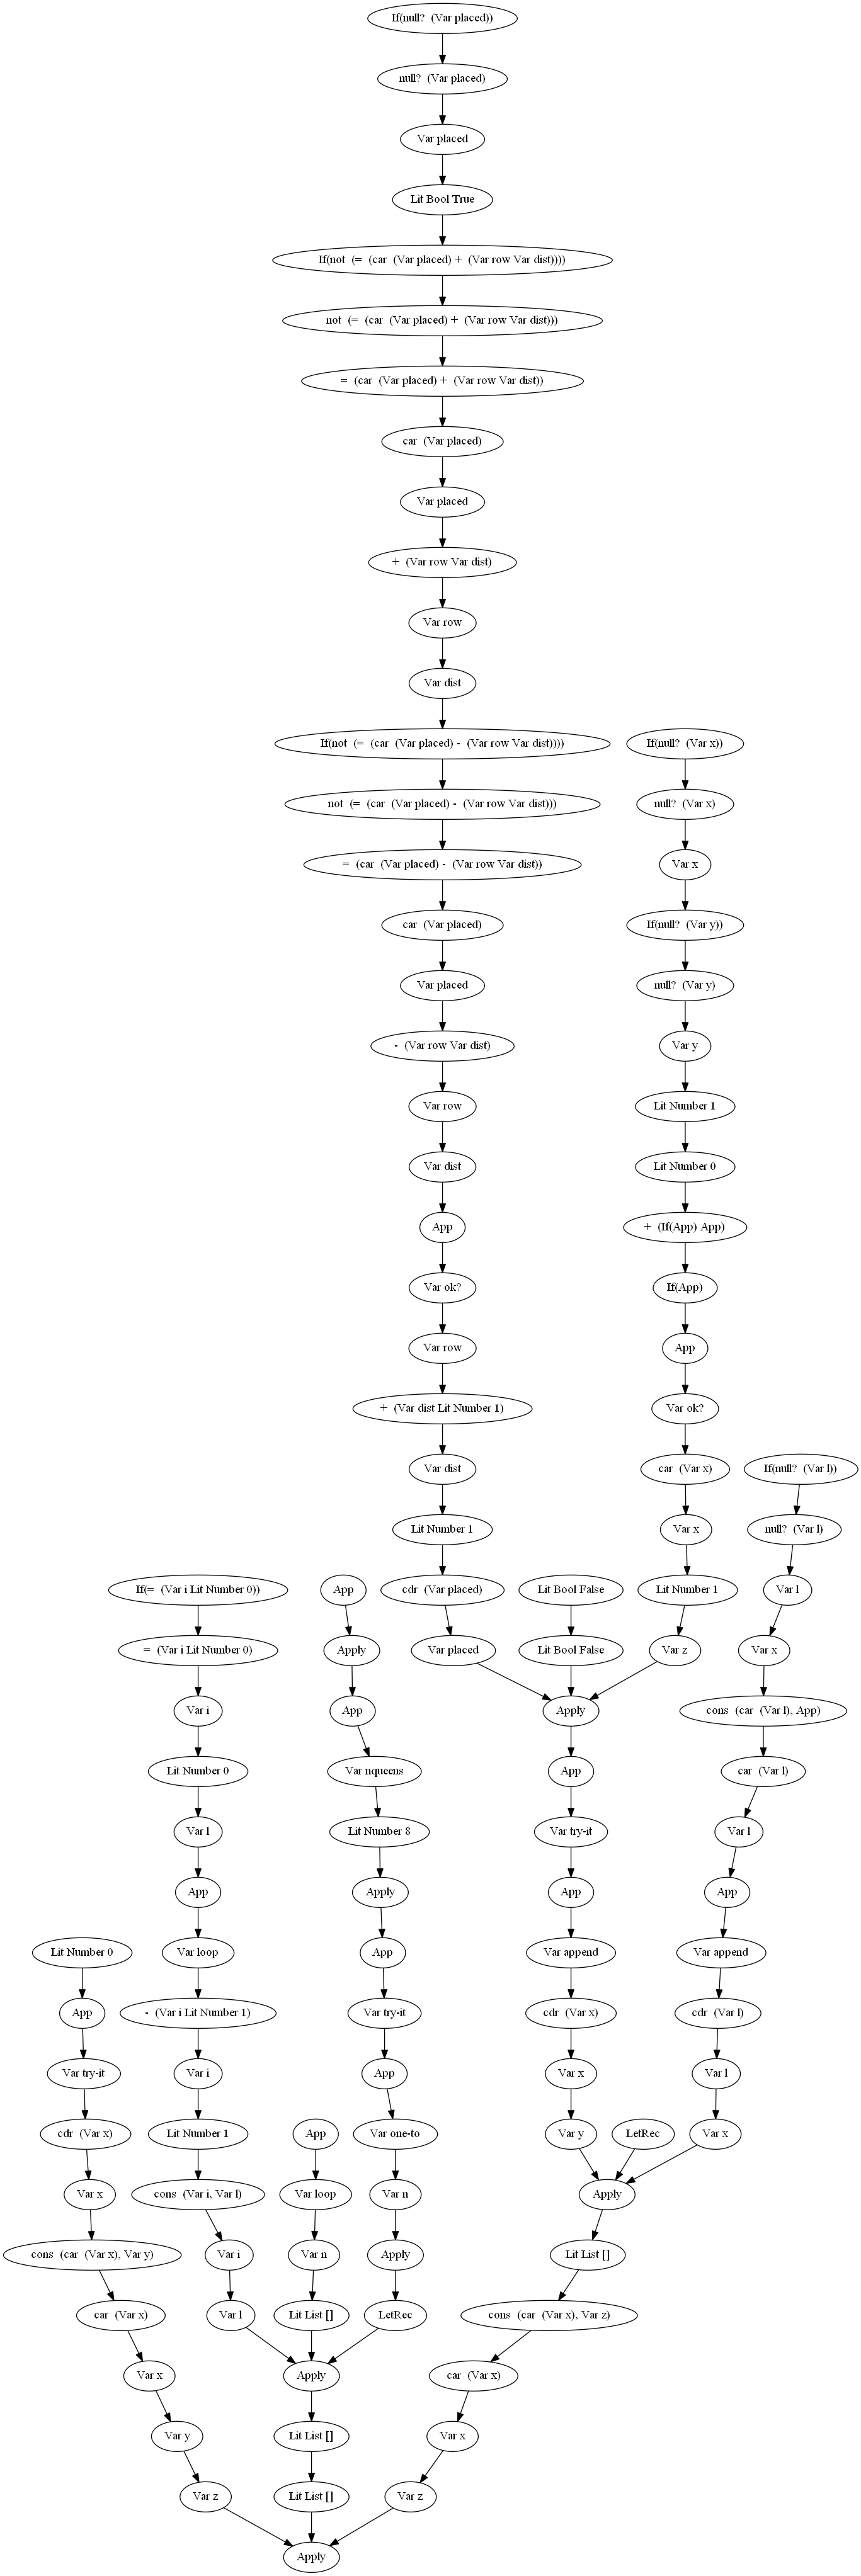 If(null? (Var placed))
null? (Var placed)
Var placed
Lit Bool True
If(not (= (car (Var placed) + (Var row Var dist))))
not (= (car (Var placed) + (Var row Var dist)))
= (car (Var placed) + (Var row Var dist))
car (Var placed)
Var placed
+ (Var row Var dist)
Var row
Var dist
If(not (= (car (Var placed) - (Var row Var dist))))
If(null? (Var x))
not (= (car (Var placed) - (Var row Var dist)))
null? (Var x)
= (car (Var placed) - (Var row Var dist))
Var x
car (Var placed)
If(null? (Var y))
Var placed
null? (Var y)
- (Var row Var dist)
Var y
Var row
Lit Number 1
Var dist
Lit Number 0
App
+ (If(App) App)
Var ok?
If(App)
Var row
App
+ (Var dist Lit Number 1)
Var ok?
Var dist
car (Var x)
If(null? (Var l))
Lit Number 1
Var x
null? (Var l)
If(= (Var i Lit Number 0))
App
cdr (Var placed)
Lit Bool False
Lit Number 1
Var l
= (Var i Lit Number 0)
Apply
Var placed
Lit Bool False
Var z
Var x
Var i
App
Apply
cons (car (Var l), App)
Lit Number 0
Var nqueens
App
car (Var l)
Var l
Lit Number 8
Var try-it
Var l
App
Apply
App
App
Lit Number 0
Var loop
App
Var append
Var append
App
- (Var i Lit Number 1)
Var try-it
cdr (Var x)
cdr (Var l)
Var try-it
Var i
App
Var x
Var l
cdr (Var x)
Lit Number 1
App
Var one-to
Var y
LetRec
Var x
Var x
cons (Var i, Var l)
Var loop
Var n
Apply
cons (car (Var x), Var y)
Var i
Var n
Apply
Lit List []
car (Var x)
Var l
Lit List []
LetRec
cons (car (Var x), Var z)
Var x
Apply
car (Var x)
Var y
Lit List []
Var x
Var z
Lit List []
Var z
Apply